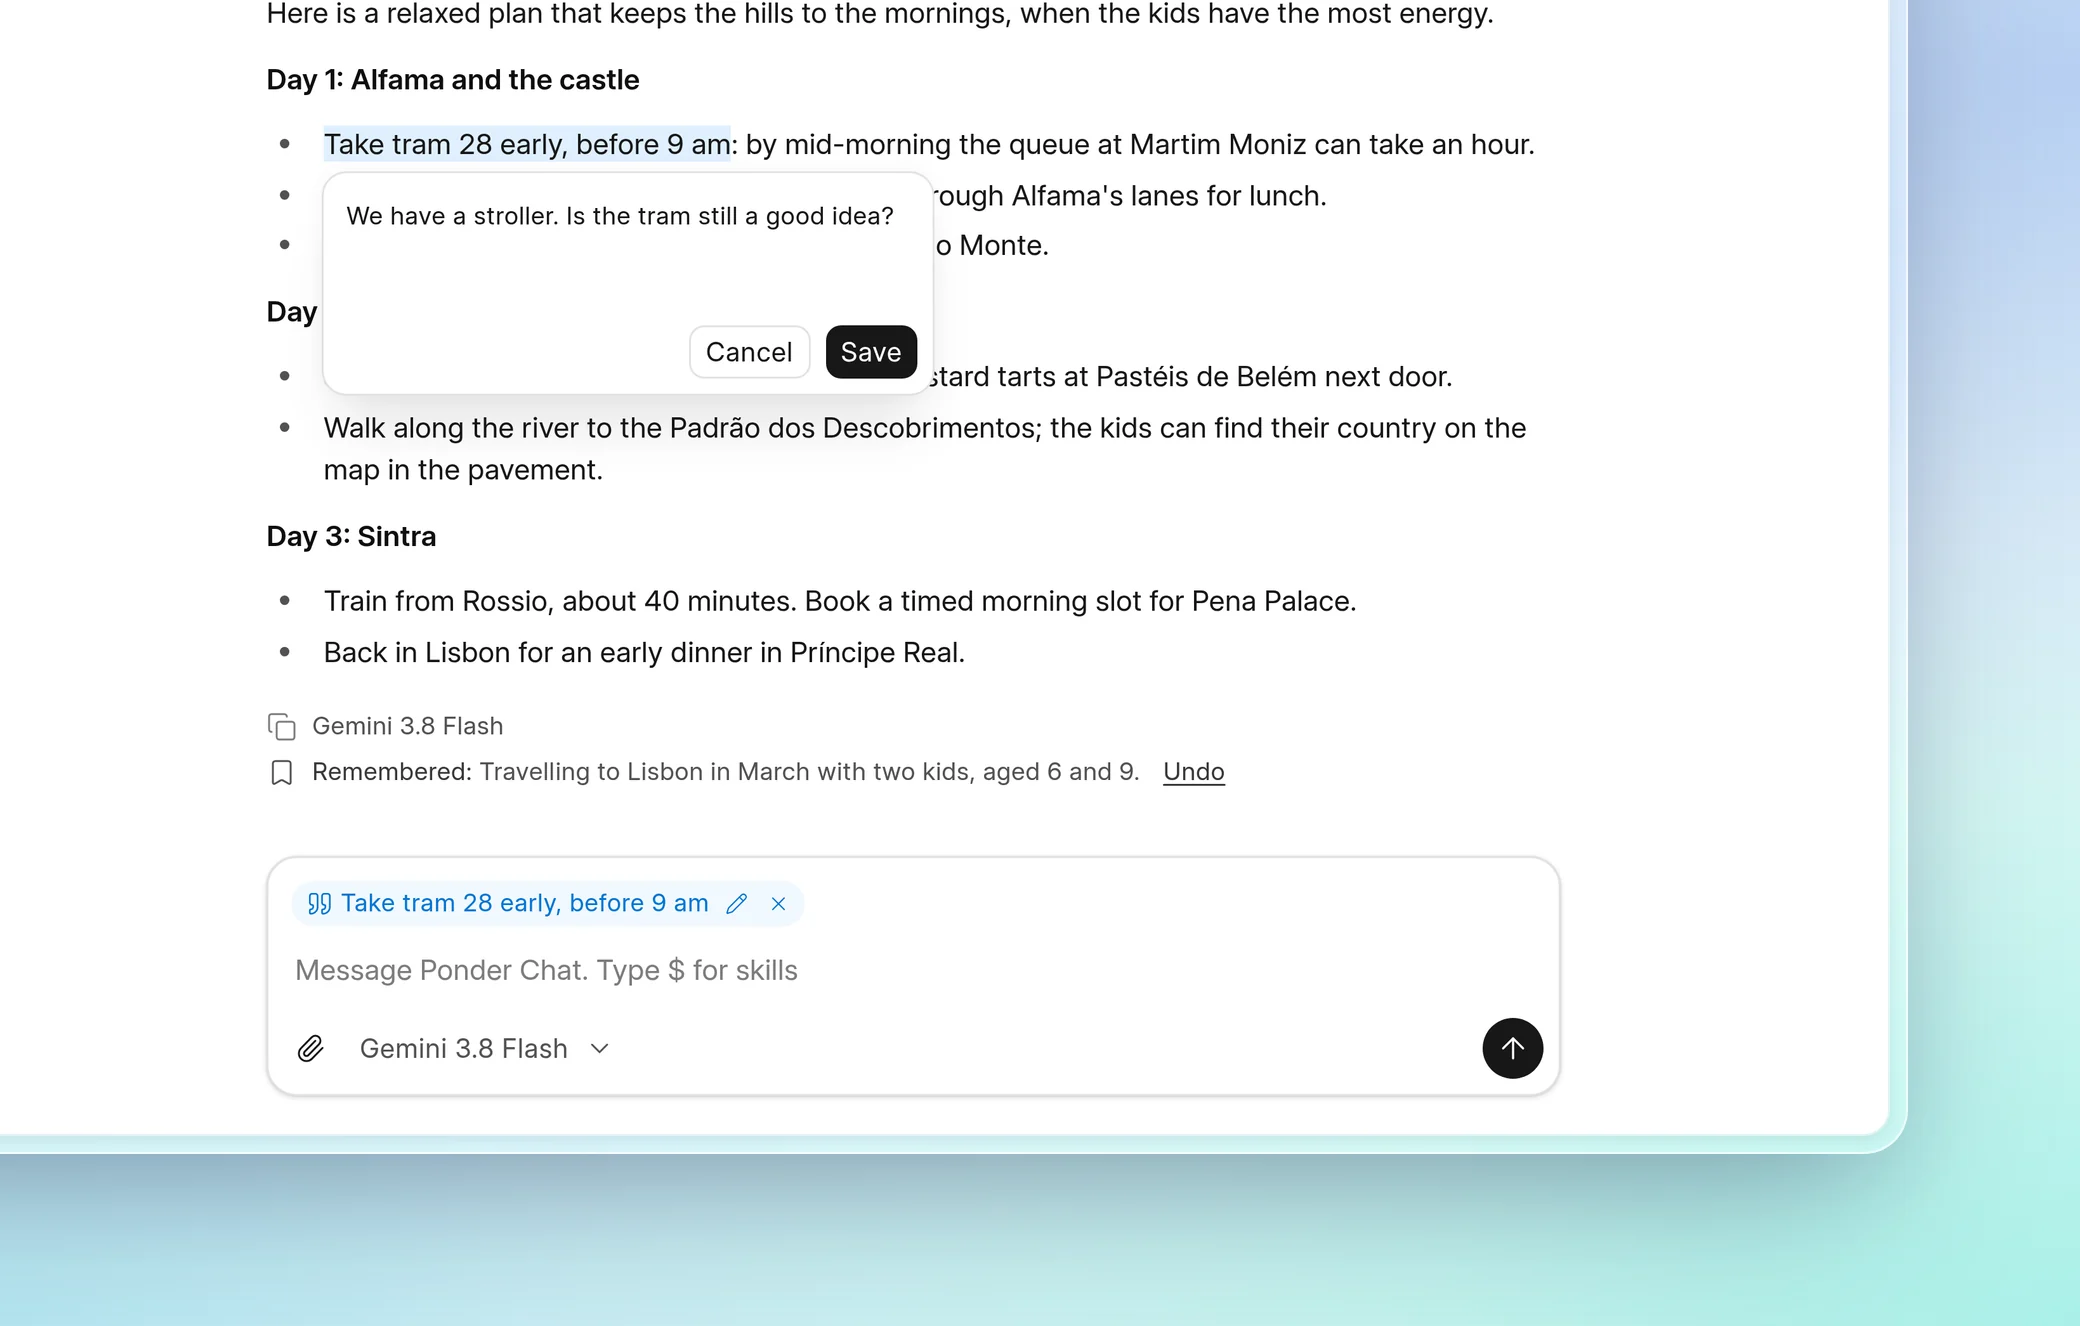 Here is a relaxed plan that keeps the hills to the mornings, when the kids have the most energy.
Day 1: Alfama and the castle
Take tram 28 early, before 9 am: by mid-morning the queue at Martim Moniz can take an hour.
We have a stroller. Is the tram still a good idea?
Alfama's lanes for lunch.
Monte.
Day
Cancel
Save
tarts at Pastéis de Belém next door.
Walk along the river to the Padrão dos Descobrimentos; the kids can find their country on the
map in the pavement.
Day 3: Sintra
Train from Rossio, about 40 minutes. Book a timed morning slot for Pena Palace.
Back in Lisbon for an early dinner in Príncipe Real.
Gemini 3.8 Flash
Remembered: Travelling to Lisbon in March with two kids, aged 6 and 9. Undo
Take tram 28 early, before 9 am
Message Ponder Chat. Type $ for skills
Gemini 3.8 Flash